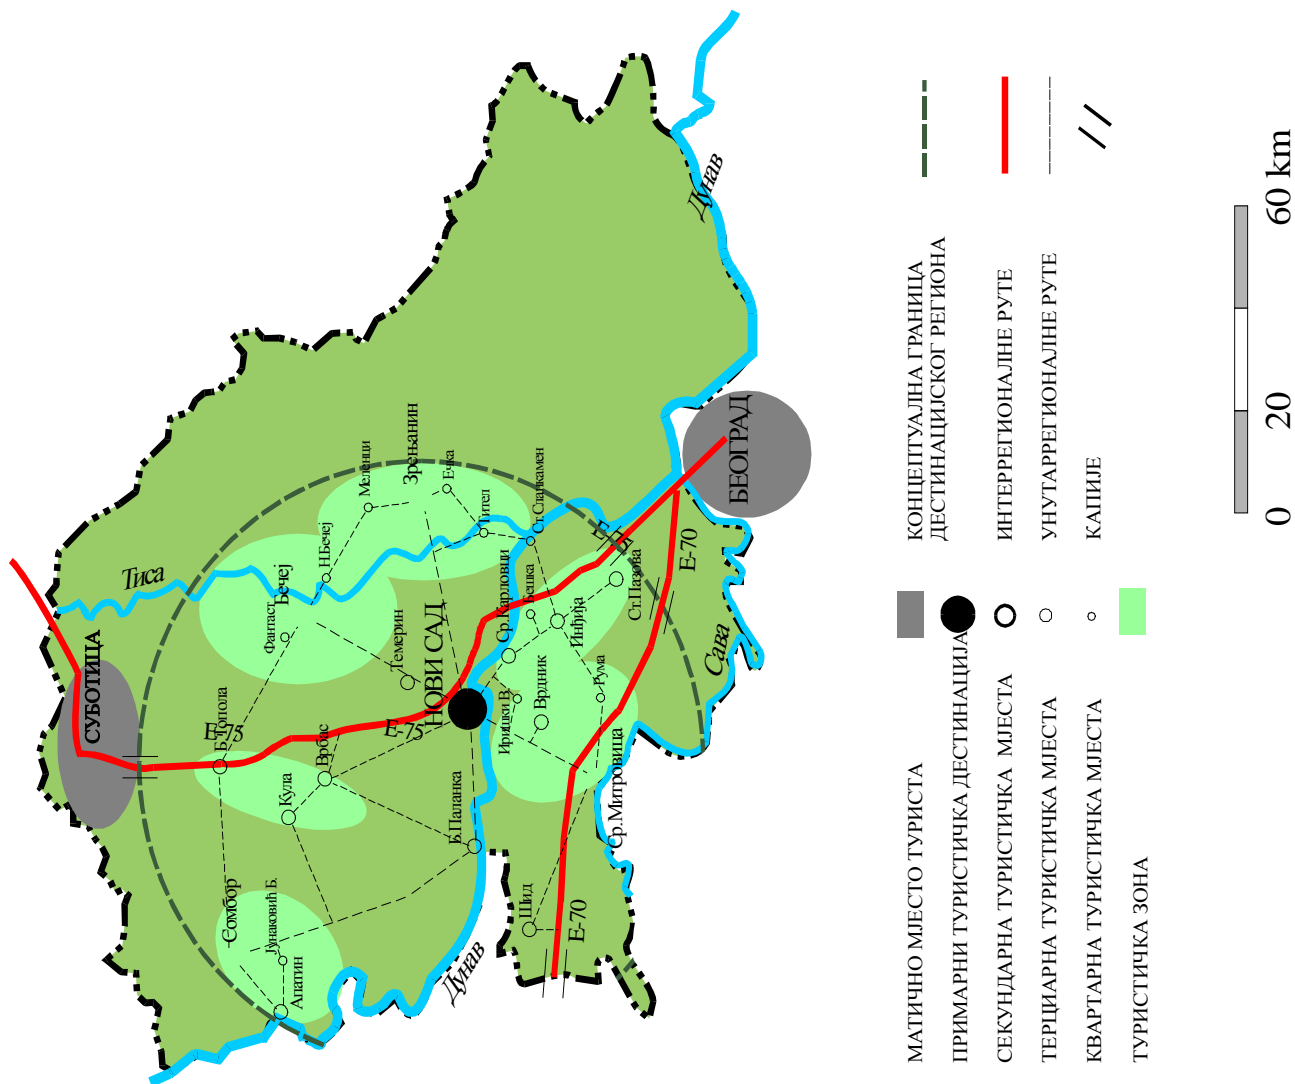 СУБОТИЦА
Тиса
Б.Топола
Е-75
Фантаст
Бечеј
Н.Бечеј
Меленци
Зрењанин
Ечка
Тител
Ст.Сланкамен
Темерин
НОВИ САД
Е-75
Врбас
Кула
Сомбор
Јунаковић Б.
Апатин
Б.Паланка
Дунав
Ср.Карловци
Бешка
Инђија
Ст.Пазова
Е-75
Е-70
БЕОГРАД
Дунав
Сава
Иришки В.
Врдник
Рума
Ср.Митровица
Шид
Е-70
МАТИЧНО МЈЕСТО ТУРИСТА
ПРИМАРНИ ТУРИСТИЧКА ДЕСТИНАЦИЈА
СЕКУНДАРНА ТУРИСТИЧКА МЈЕСТА
ТЕРЦИАРНА ТУРИСТИЧКА МЈЕСТА
КВАРТАРНА ТУРИСТИЧКА МЈЕСТА
ТУРИСТИЧКА ЗОНА
КОНЦЕПТУАЛНА ГРАНИЦА
ДЕСТИНАЦИЈСКОГ РЕГИОНА
ИНТЕРРЕГИОНАЛНЕ РУТЕ
УНУТАРРЕГИОНАЛНЕ РУТЕ
КАПИЈЕ
0 20 60 km